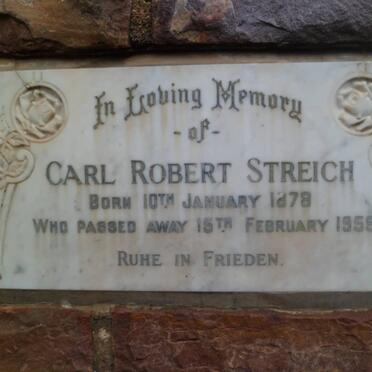 In Loving Memory
- of -
CARL ROBERT STREICH
BORN 10TH JANUARY 1878
WHO PASSED AWAY 15TH FEBRUARY
RUHE IN FRIEDEN.